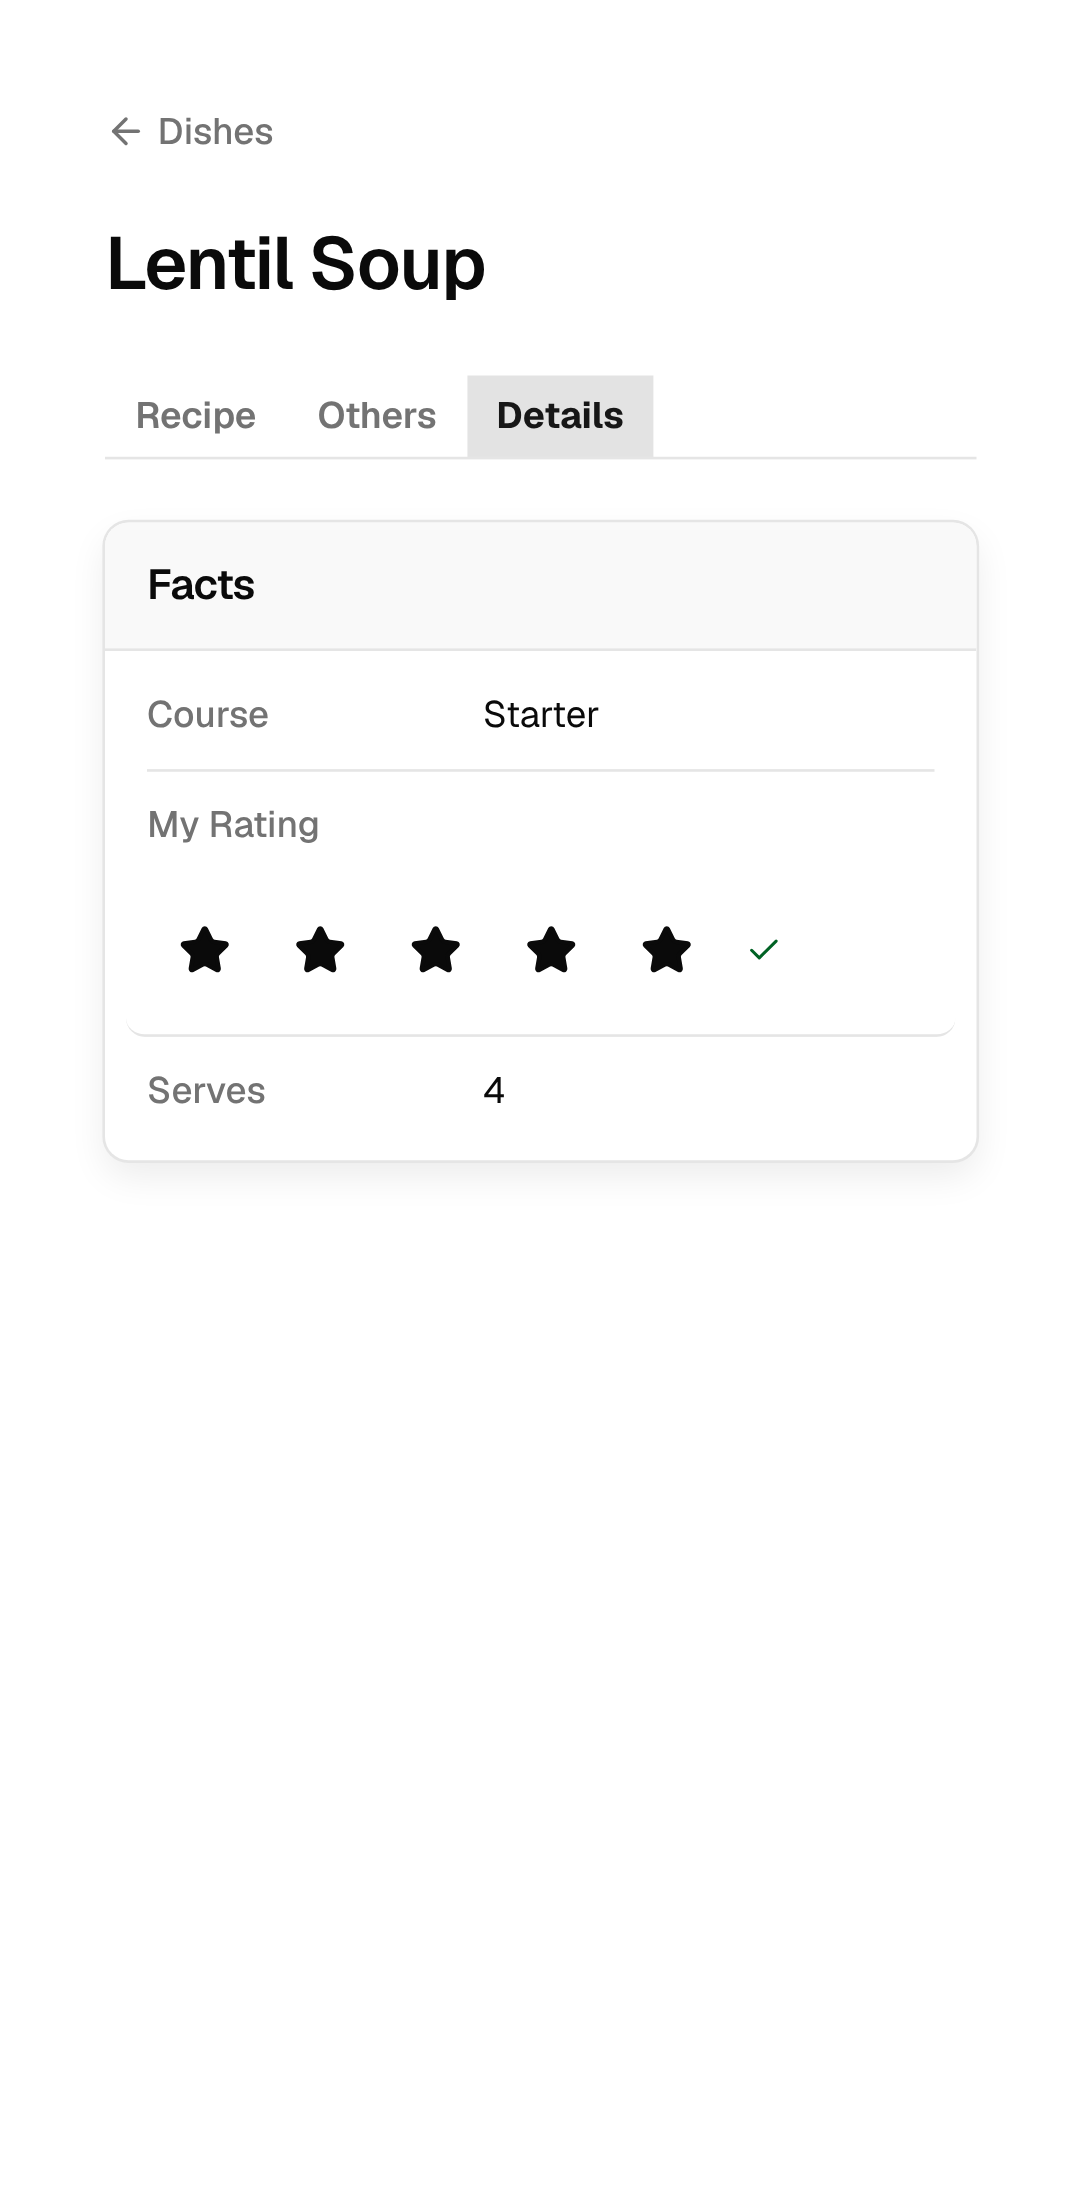 Dishes
Lentil Soup
Recipe Others Details
Facts
Course Starter
My Rating
Serves 4